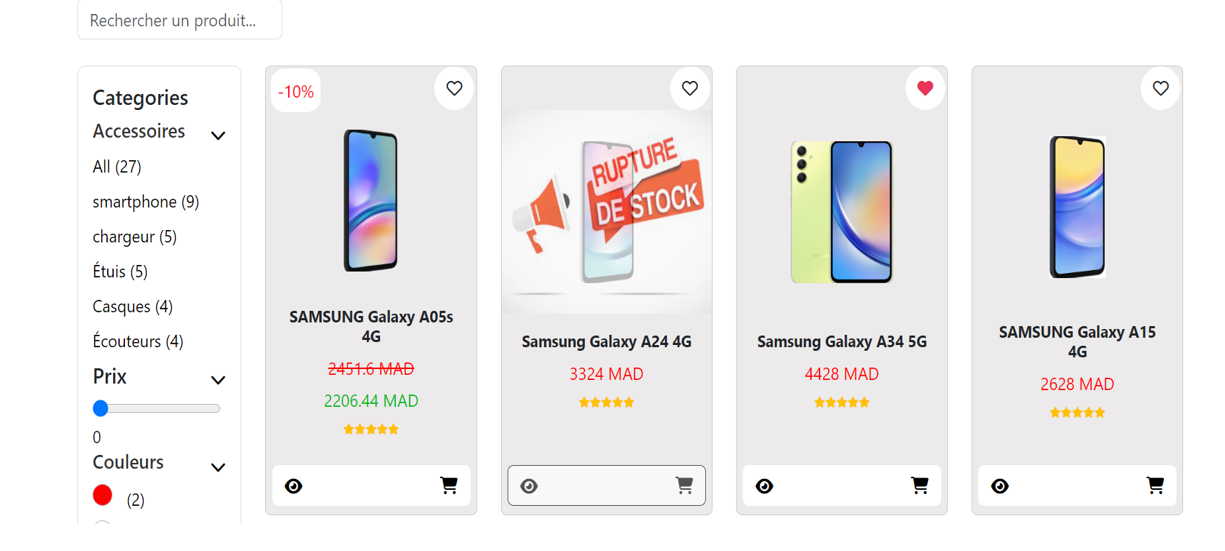 Rechercher un produit...
Categories
Accessoires
All (27)
smartphone (9)
chargeur (5)
Étuis (5)
Casques (4)
Écouteurs (4)
Prix
0
Couleurs
(2)
-10%
SAMSUNG Galaxy A05s
4G
2451.6 MAD
2206.44 MAD
RUPTURE
DE STOCK
Samsung Galaxy A24 4G
3324 MAD
Samsung Galaxy A34 5G
4428 MAD
SAMSUNG Galaxy A15
4G
2628 MAD